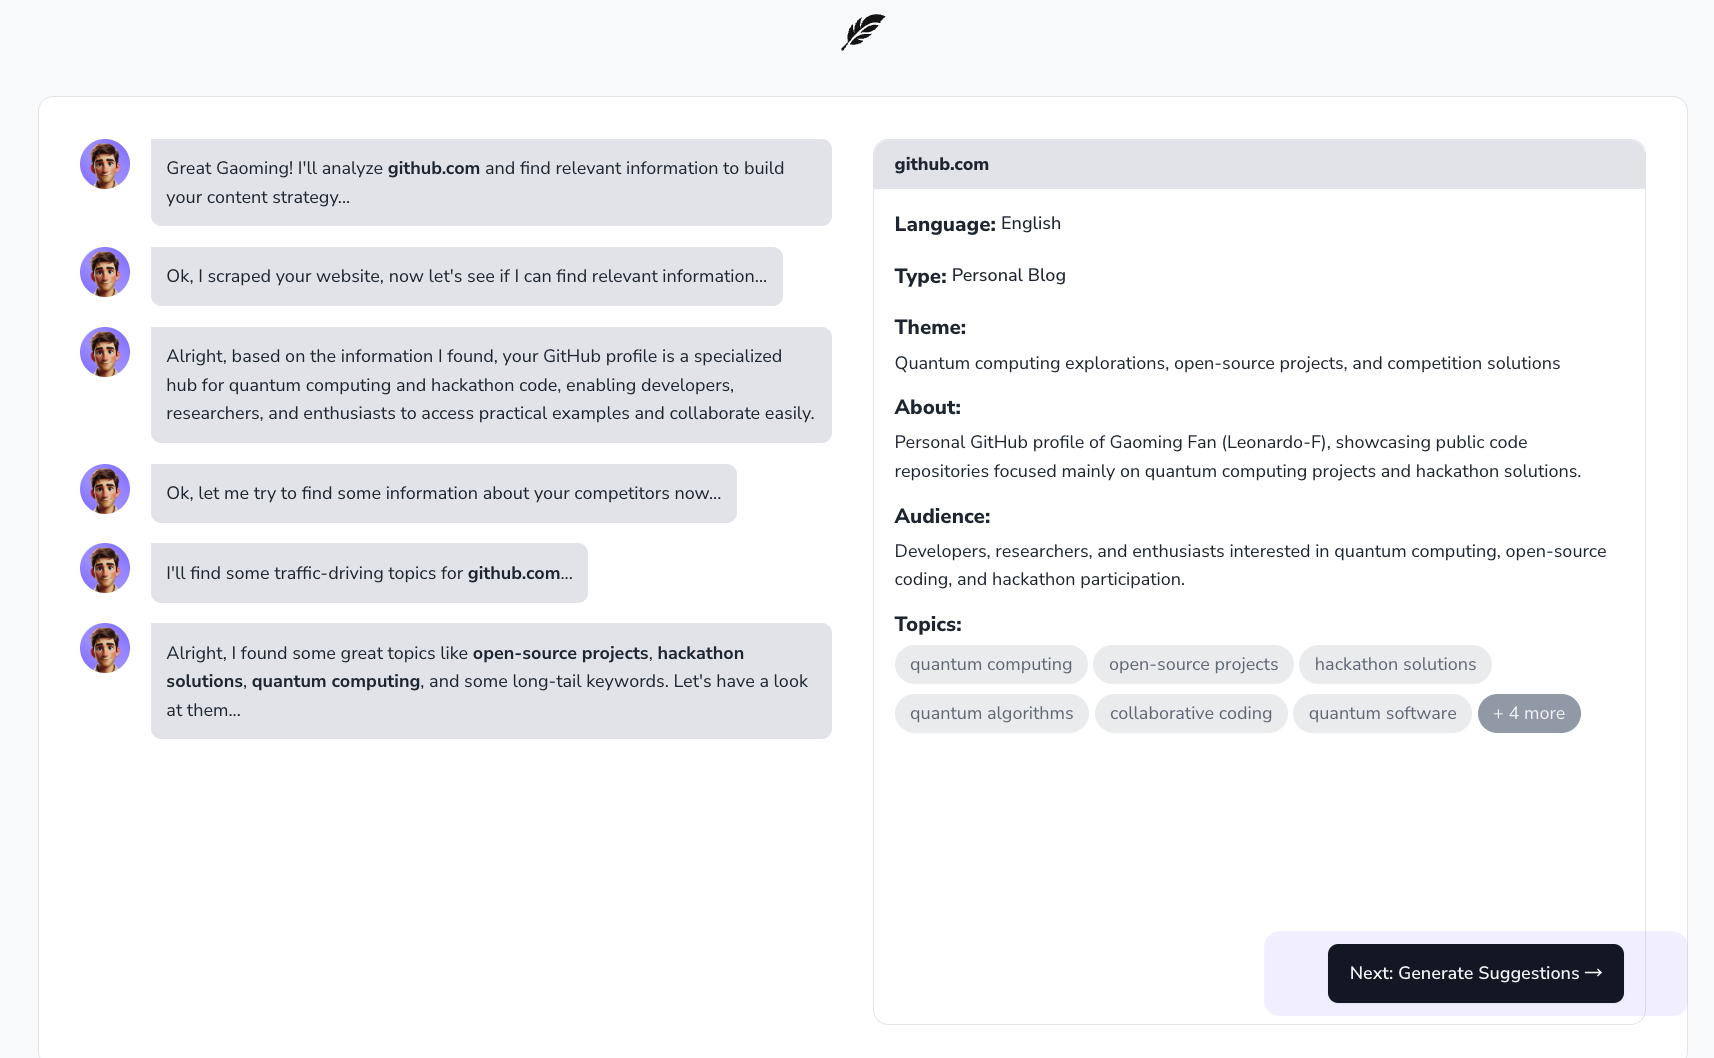 Great Gaoming! I'll analyze github.com and find relevant information to build
your content strategy...
Ok, I scraped your website, now let's see if I can find relevant information...
Alright, based on the information I found, your GitHub profile is a specialized
hub for quantum computing and hackathon code, enabling developers,
researchers, and enthusiasts to access practical examples and collaborate easily.
Ok, let me try to find some information about your competitors now...
I'll find some traffic-driving topics for github.com...
Alright, I found some great topics like open-source projects, hackathon
solutions, quantum computing, and some long-tail keywords. Let's have a look
at them...
github.com
Language: English
Type: Personal Blog
Theme:
Quantum computing explorations, open-source projects, and competition solutions
About:
Personal GitHub profile of Gaoming Fan (Leonardo-F), showcasing public code
repositories focused mainly on quantum computing projects and hackathon solutions.
Audience:
Developers, researchers, and enthusiasts interested in quantum computing, open-source
coding, and hackathon participation.
Topics:
quantum computing open-source projects hackathon solutions
quantum algorithms collaborative coding quantum software + 4 more
Next: Generate Suggestions →